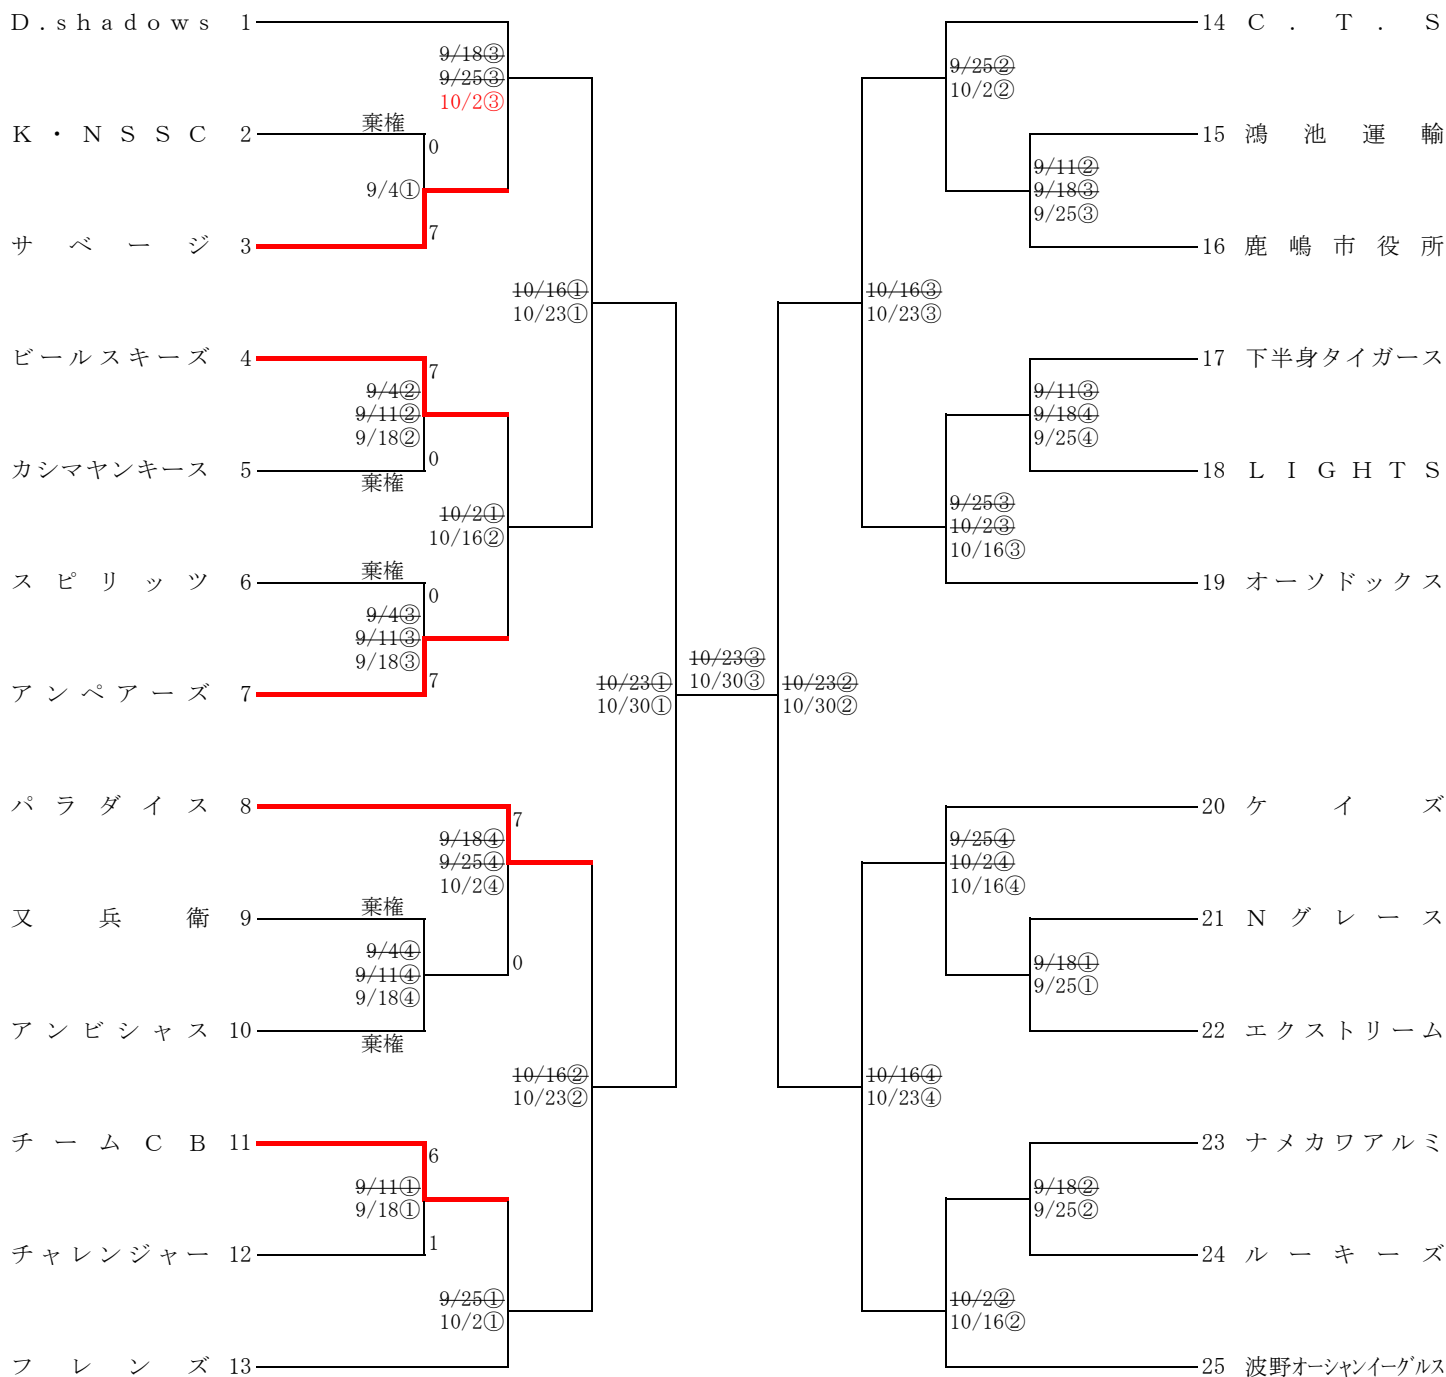 D.shadows 1
9/18③
9/25③
10/2③
K・NSSC 2
棄権
0
9/4①
サベージ 3
7
10/16①
10/23①
ビールスキーズ 4
7
9/4②
9/11②
9/18②
0
カシマヤンキース 5
棄権
10/2①
10/16②
スピリッツ 6
棄権
0
9/4③
9/11③
9/18③
アンペアーズ 7
7
10/23①
10/30①
10/23③
10/30③
10/23②
10/30②
パラダイス 8
7
9/18④
9/25④
10/2④
又兵衛 9
棄権
9/4④
9/11④
9/18④
0
アンビシャス 10
棄権
10/16②
10/23②
チームCB 11
6
9/11①
9/18①
1
チャレンジャー 12
9/25①
10/2①
フレンズ 13
14 C.T.S
9/25②
10/2②
15 鴻池運輸
9/11②
9/18③
9/25③
16 鹿嶋市役所
10/16③
10/23③
17 下半身タイガース
9/11③
9/18④
9/25④
18 LIGHTS
9/25③
10/2③
10/16③
19 オーソドックス
20 ケイズ
9/25④
10/2④
10/16④
21 Nグレース
9/18①
9/25①
22 エクストリーム
10/16④
10/23④
23 ナメカワアルミ
9/18②
9/25②
24 ルーキーズ
10/2②
10/16②
25 波野オーシャンイーグルス